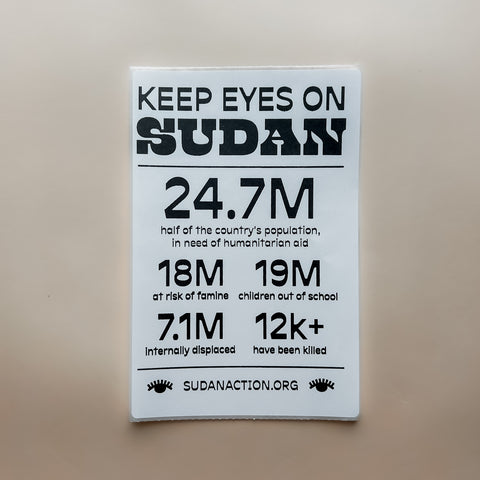 KEEP EYES ON
SUDAN
24.7M
half of the country's population,
in need of humanitarian aid
18M 19M
at risk of famine children out of school
7.1M 12k+
internally displaced have been killed
SUDANACTION.ORG